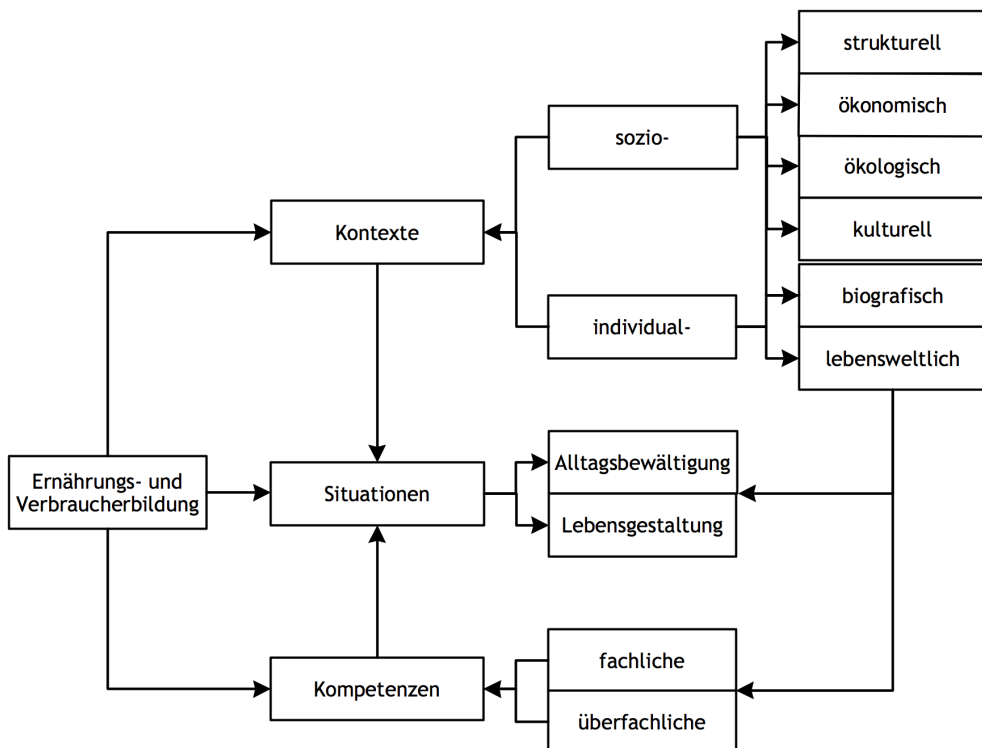 strukturell
ökonomisch
sozio-
ökologisch
Kontexte
kulturell
biografisch
individual-
lebensweltlich
Ernährungs- und
Verbraucherbildung
Situationen
Alltagsbewältigung
Lebensgestaltung
Kompetenzen
fachliche
überfachliche